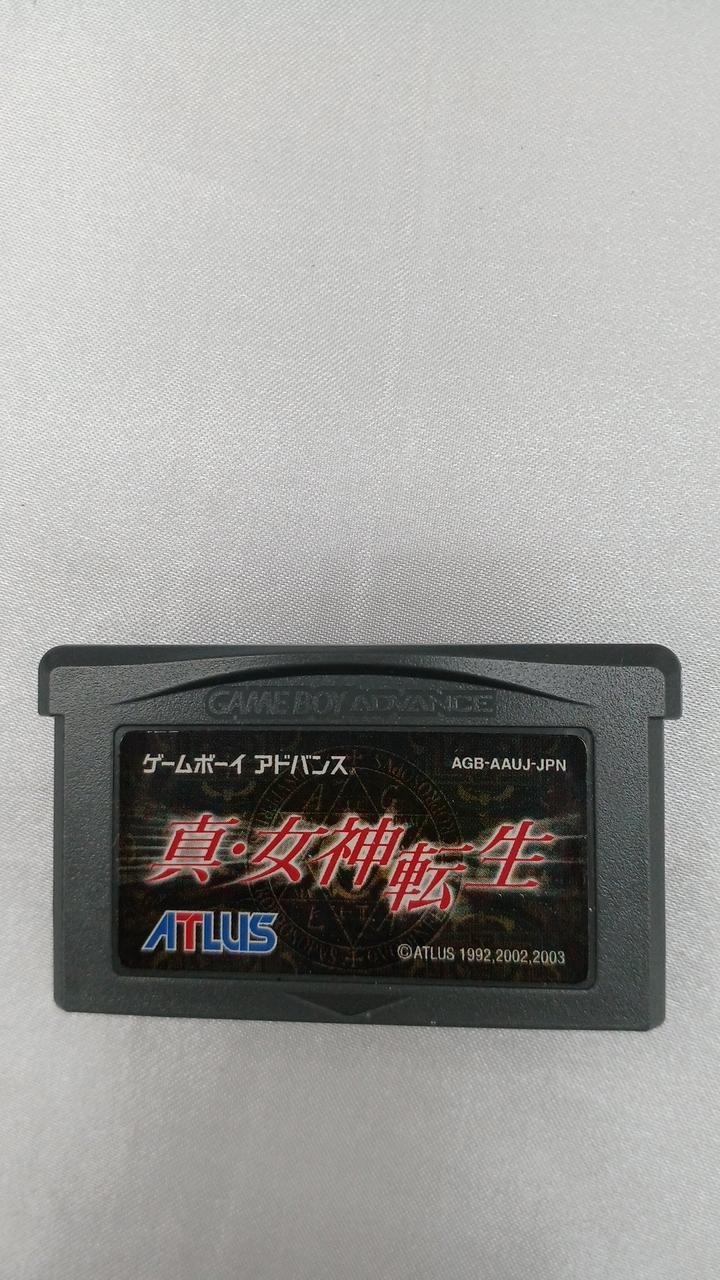 GAME BOY ADVANCE
ゲームボーイ アドバンス
AGB-AAUJ-JPN
真・女神転生
ATLUS
©ATLUS 1992,2002,2003